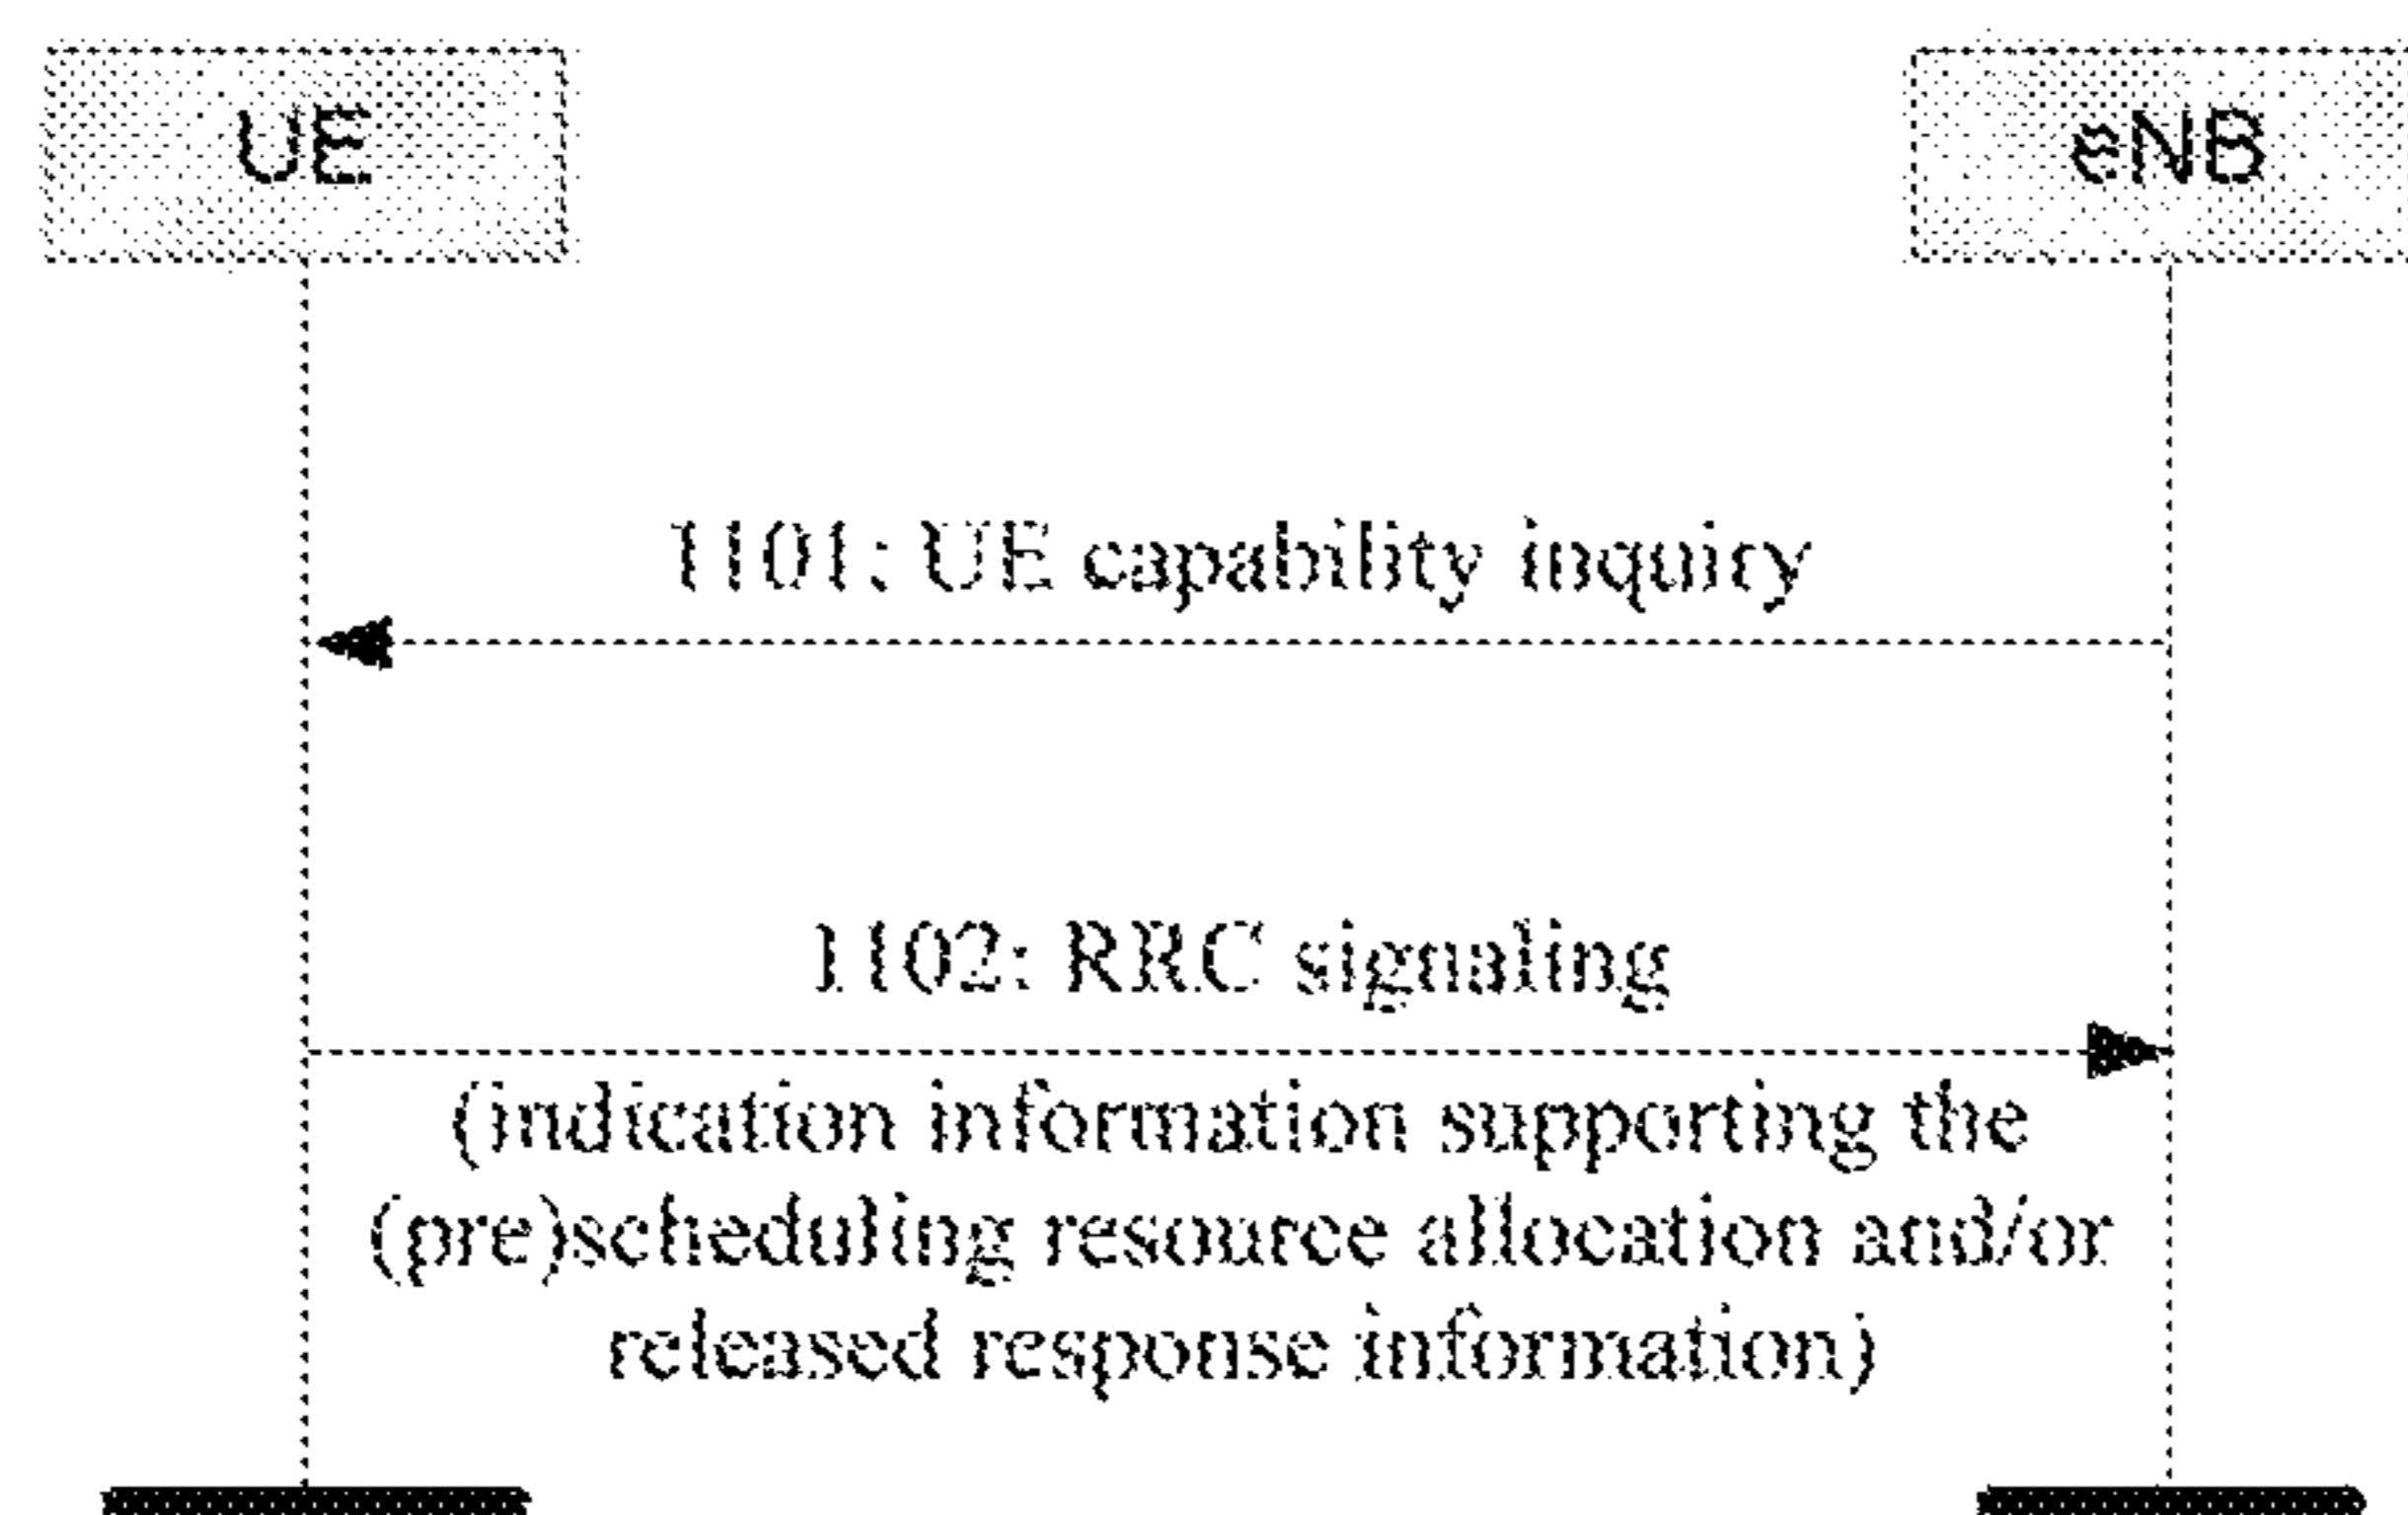 UE
eNB
1101: UE capability inquiry
1102: RRC signaling
(indication information supporting the
(pre)scheduling resource allocation and/or
released response information)